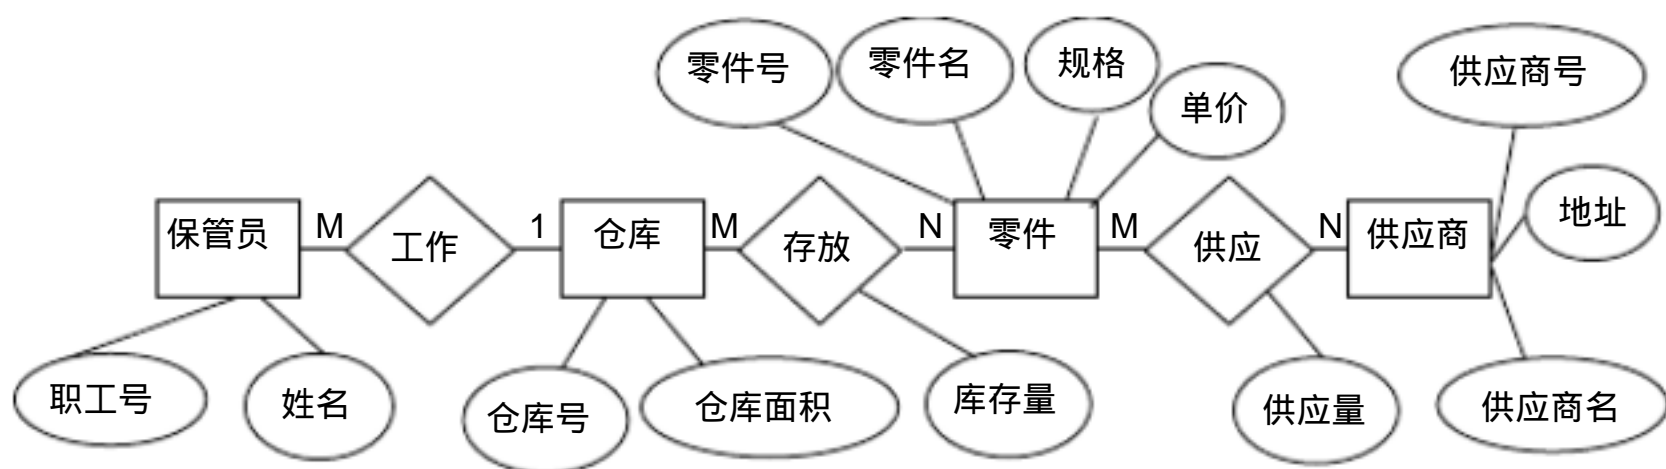 零件号
零件名
规格
单价
供应商号
地址
保管员
M
工作
1
仓库
M
存放
N
零件
M
供应
N
供应商
职工号
姓名
仓库号
仓库面积
库存量
供应量
供应商名